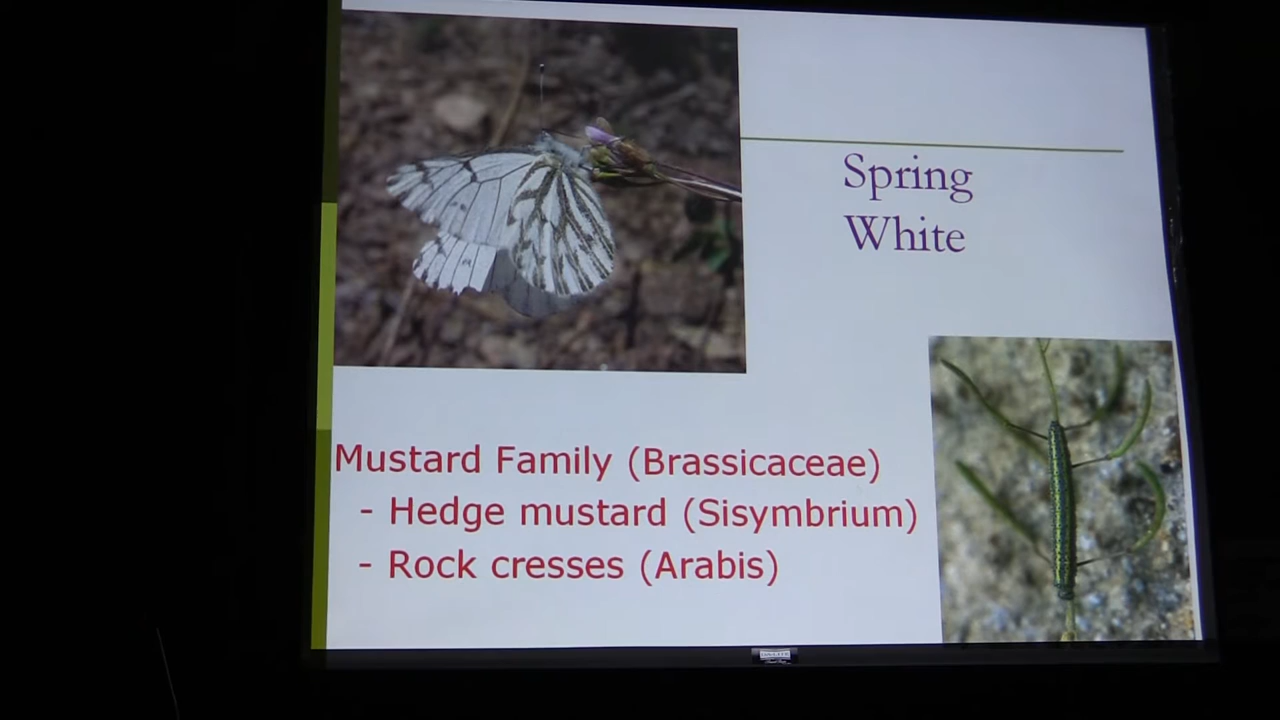 Spring
White
Mustard Family (Brassicaceae)
- Hedge mustard (Sisymbrium)
- Rock cresses (Arabis)